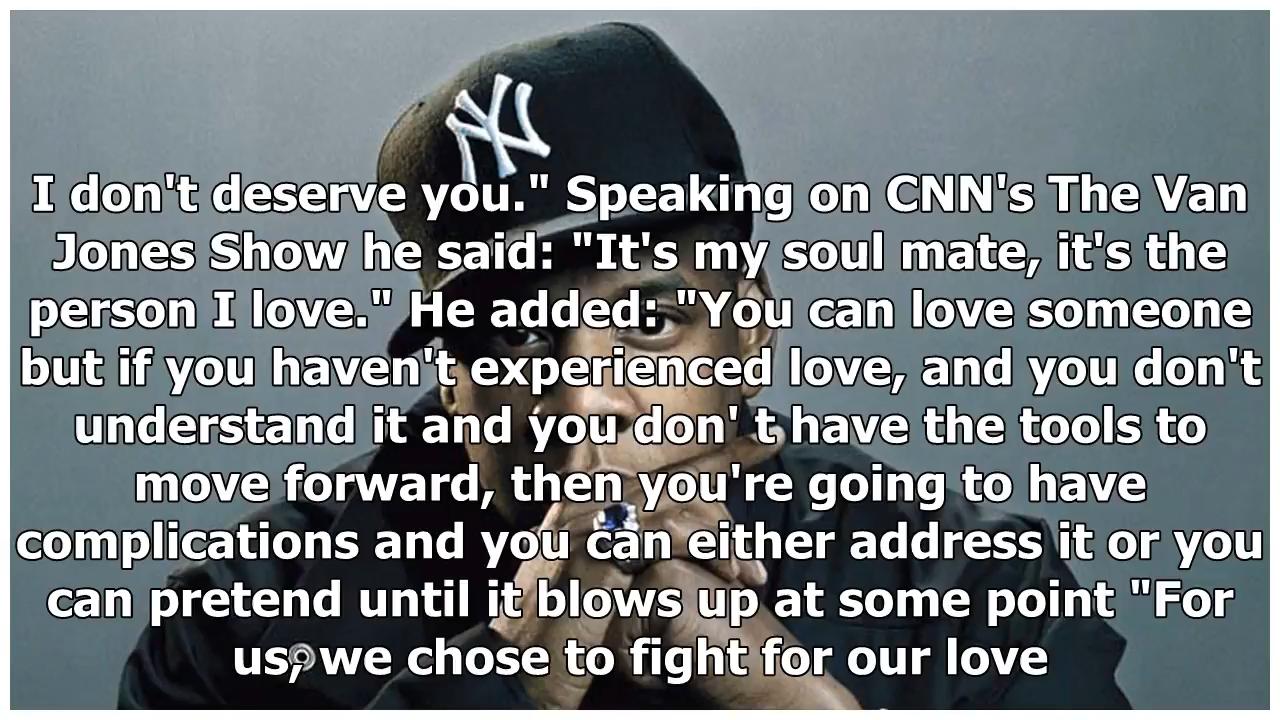 NY
I don't deserve you." Speaking on CNN's The Van
Jones Show he said: "It's my soul mate, it's the
person I love." He added: "You can love someone
but if you haven't experienced love, and you don't
understand it and you don' t have the tools to
move forward, then you're going to have
complications and you can either address it or you
can pretend until it blows up at some point "For
us, we chose to fight for our love